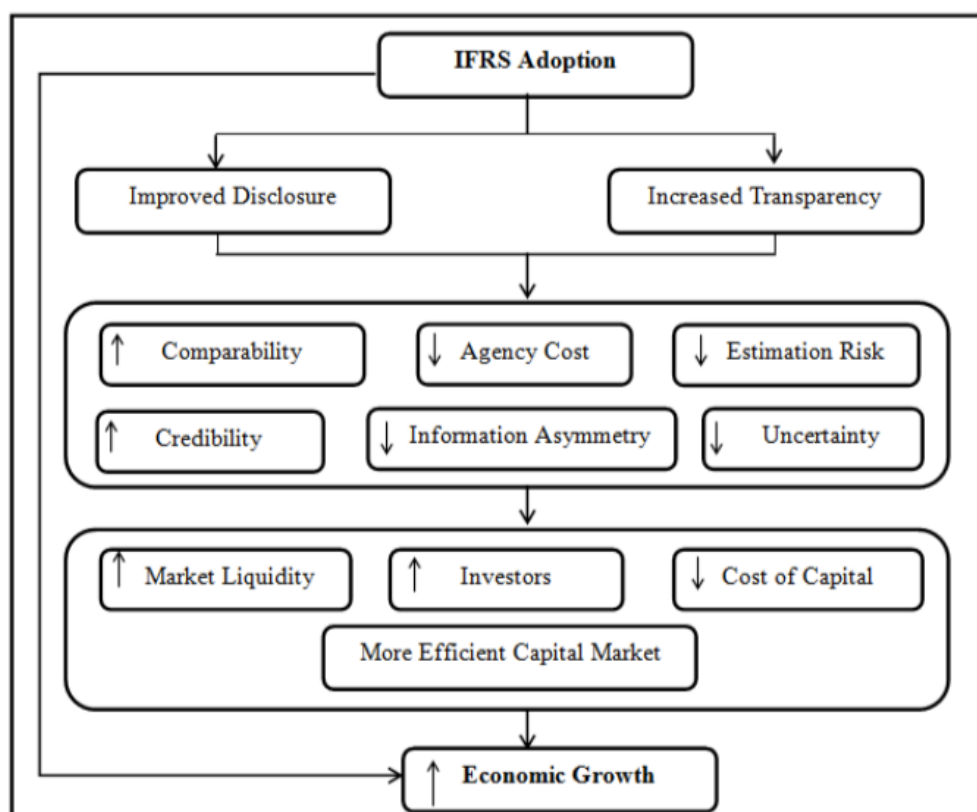 IFRS Adoption
Improved Disclosure
Increased Transparency
↑ Comparability
↓ Agency Cost
↓ Estimation Risk
↑ Credibility
↓ Information Asymmetry
↓ Uncertainty
↑ Market Liquidity
↑ Investors
↓ Cost of Capital
More Efficient Capital Market
↑ Economic Growth